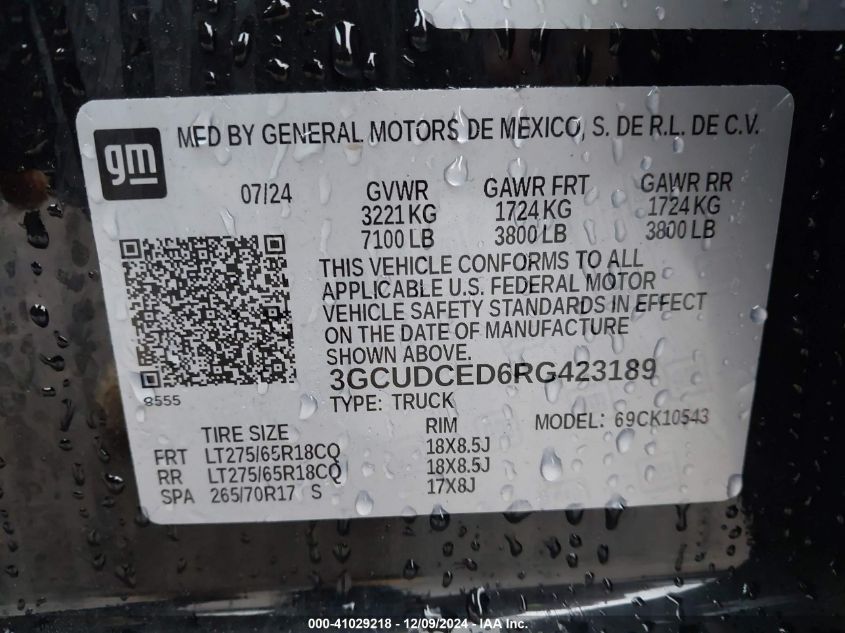 gm
MFD BY GENERAL MOTORS DE MEXICO, S. DE R.L. DE C.V.
07/24 GVWR GAWR FRT GAWR RR
3221 KG 1724 KG 1724 KG
7100 LB 3800 LB 3800 LB
THIS VEHICLE CONFORMS TO ALL
APPLICABLE U.S. FEDERAL MOTOR
VEHICLE SAFETY STANDARDS IN EFFECT
ON THE DATE OF MANUFACTURE
SHOWN ABOVE.
3GCUDCED6RG423189
8555
TYPE: TRUCK MODEL: 69CK10543
TIRE SIZE RIM
FRT LT275/65R18CQ 18X8.5J
RR LT275/65R18CQ 18X8.5J
SPA 265/70R17 S 17X8J
000-41029218 - 12/09/2024 - IAA Inc.